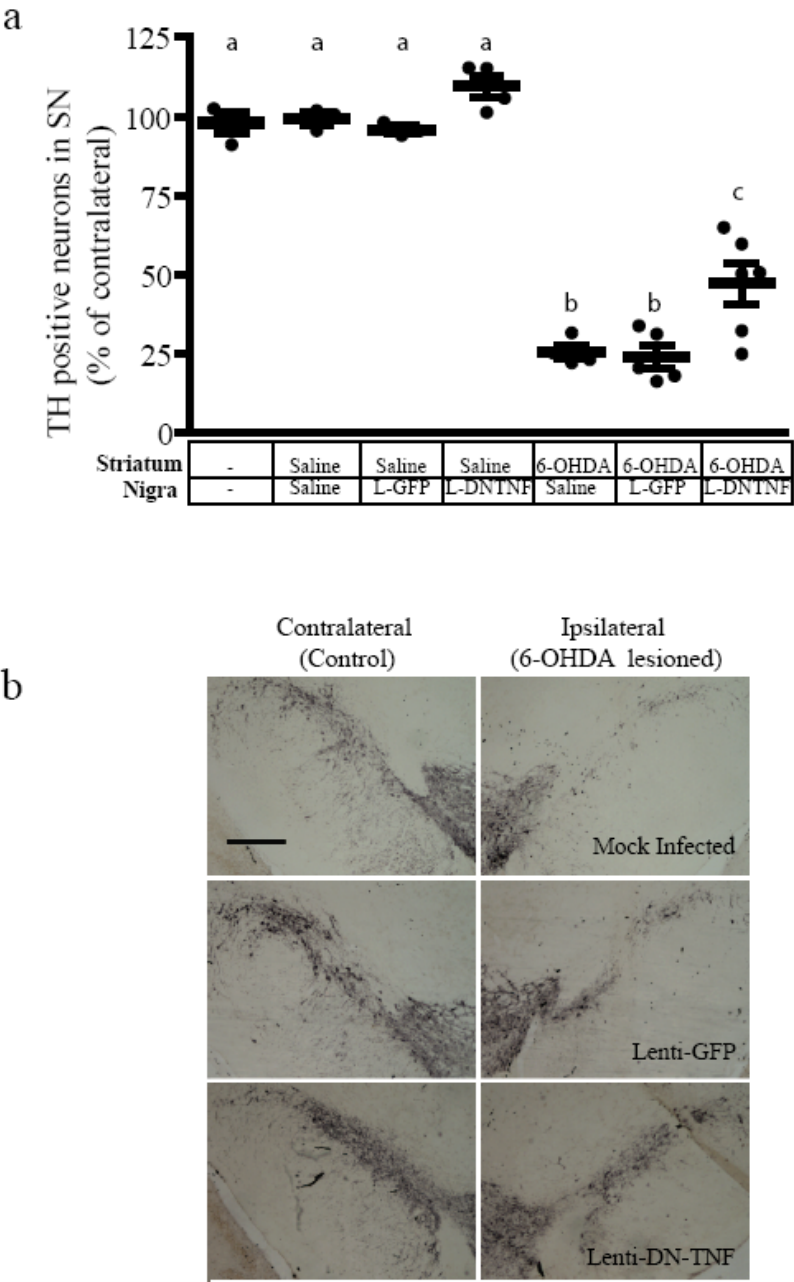 a
TH positive neurons in SN
(% of contralateral)
125
100
75
50
25
0
a a a a b b c
Striatum - Saline Saline Saline 6-OHDA 6-OHDA 6-OHDA
Nigra - Saline L-GFP L-DNTNF Saline L-GFP L-DNTNF
b
Contralateral
(Control)
Ipsilateral
(6-OHDA lesioned)
Mock Infected
Lenti-GFP
Lenti-DN-TNF